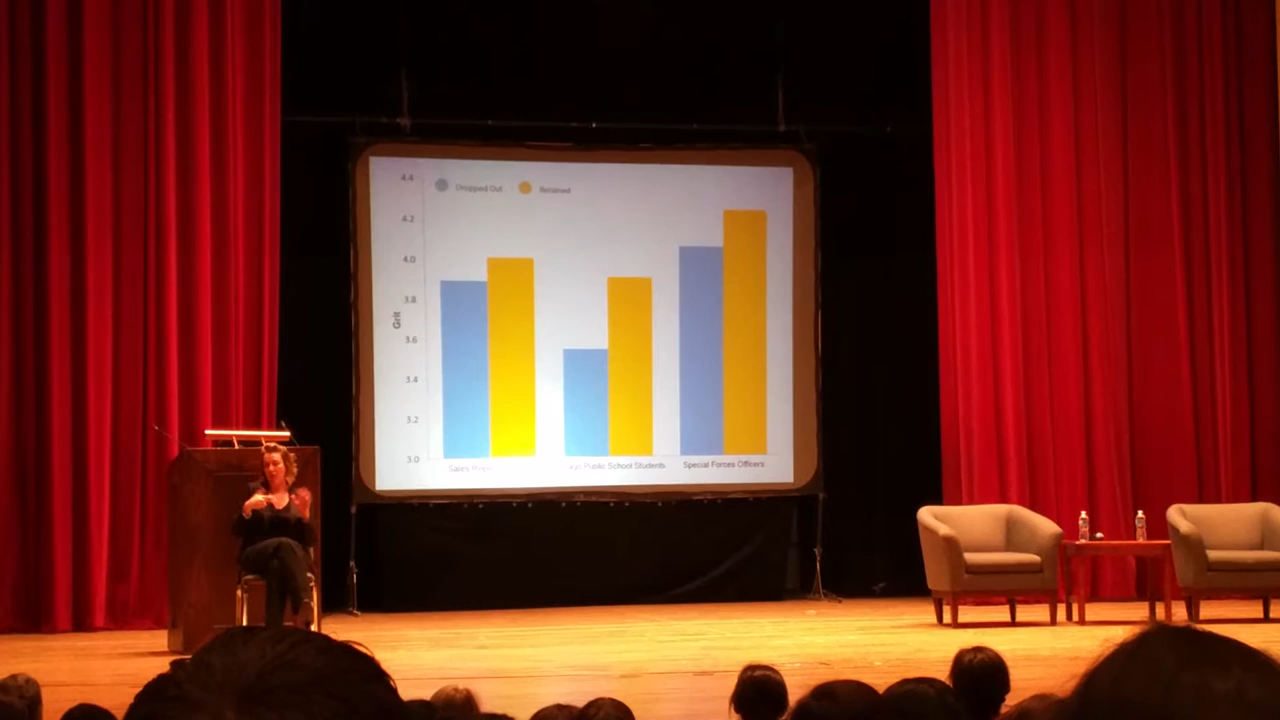 4.4
Dropped Out
Retained
4.2
4.0
3.8
Grit
3.6
3.4
3.2
3.0
Sales
Public School Students
Special Forces Officers